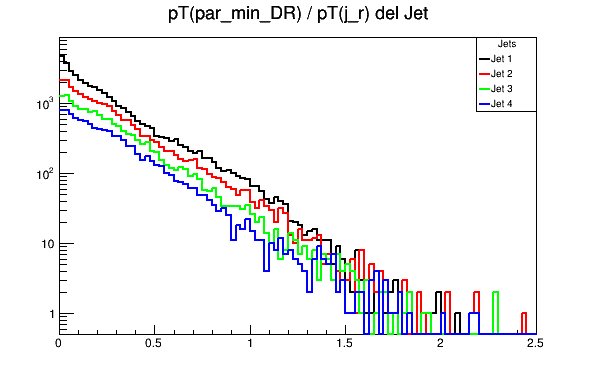 pT(par_min_DR) / pT(j_r) del Jet
Jets
Jet 1
Jet 2
Jet 3
Jet 4
10³
10²
10
1
0 0.5 1 1.5 2 2.5